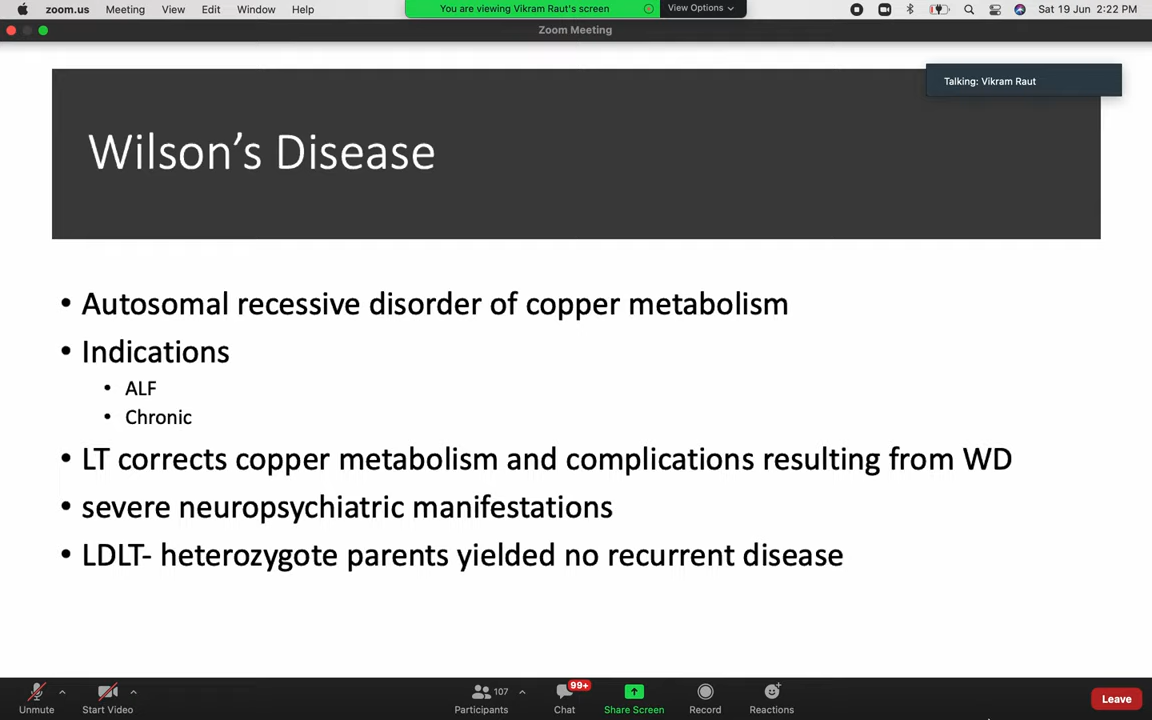 zoom.us Meeting View Edit Window Help You are viewing Vikram Raut's screen View Options Sat 19 Jun 2:22 PM
Zoom Meeting
Talking: Vikram Raut
Wilson’s Disease
• Autosomal recessive disorder of copper metabolism
• Indications
• ALF
• Chronic
• LT corrects copper metabolism and complications resulting from WD
• severe neuropsychiatric manifestations
• LDLT- heterozygote parents yielded no recurrent disease
107 99+
Unmute Start Video Participants Chat Share Screen Record Reactions Leave